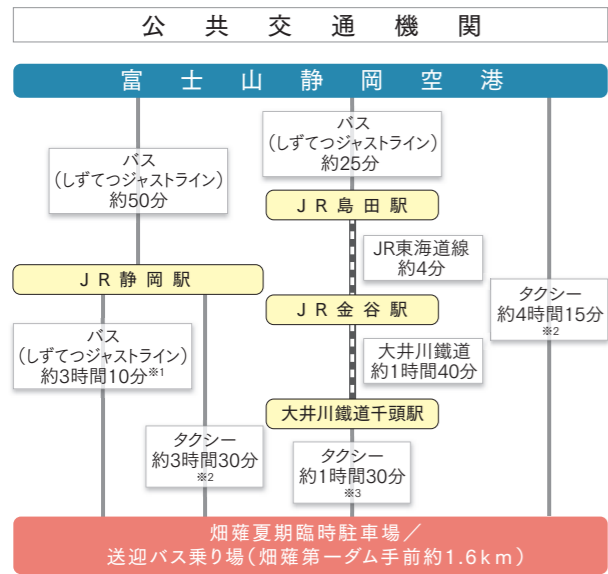 公共交通機関
富士山静岡空港
バス
(しずてつジャストライン)
約50分
バス
(しずてつジャストライン)
約25分
JR島田駅
JR東海道線
約4分
JR静岡駅
JR金谷駅
タクシー
約4時間15分
※2
バス
(しずてつジャストライン)
約3時間10分※1
大井川鐵道
約1時間40分
大井川鐵道千頭駅
タクシー
約3時間30分
※2
タクシー
約1時間30分
※3
畑薙夏期臨時駐車場／
送迎バス乗り場(畑薙第一ダム手前約1.6km)